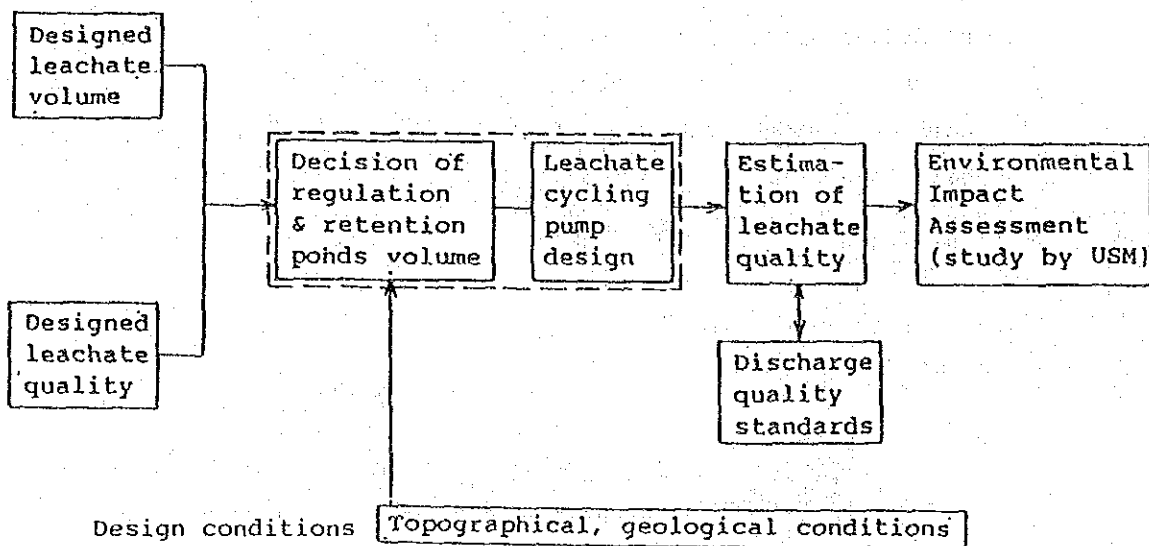 Designed
leachate
volume
Decision of
regulation
& retention
ponds volume
Leachate
cycling
pump
design
Estima-
tion of
leachate
quality
Environmental
Impact
Assessment
(study by USM)
Designed
leachate
quality
Discharge
quality
standards
Design conditions Topographical, geological conditions